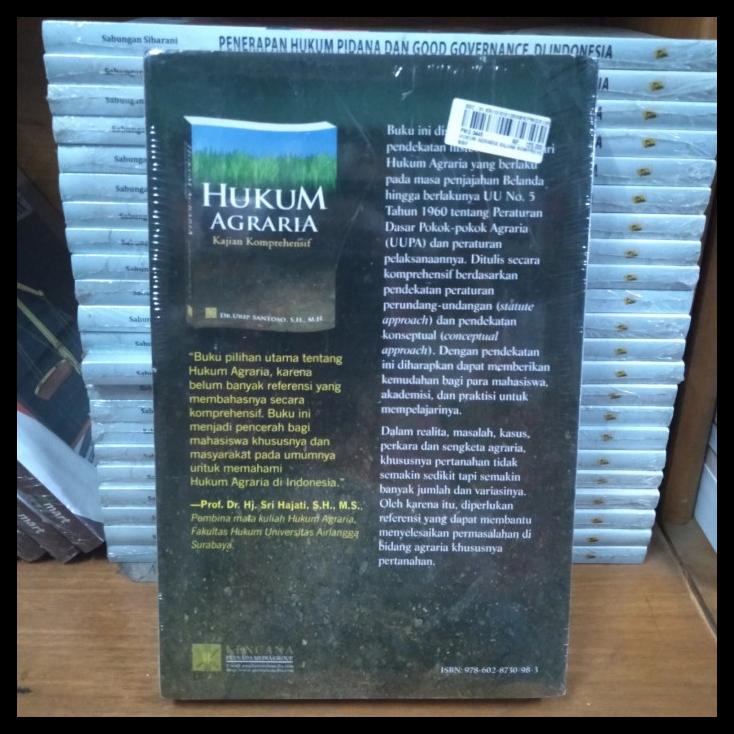 Sabungan Sibarani PENERAPAN HUKUM PIDANA DAN GOOD GOVERNANCE DI INDONESIA
HUKUM
AGRARIA
Kajian Komprehensif
DR. URIP SANTOSO, S.H., M.H.
"Buku pilihan utama tentang
Hukum Agraria, karena
belum banyak referensi yang
membahasnya secara
komprehensif. Buku ini
menjadi pencerah bagi
mahasiswa khususnya dan
masyarakat pada umumnya
untuk memahami
Hukum Agraria di Indonesia."
—Prof. Dr. Hj. Sri Hajati, S.H., M.S.,
Pembina mata kuliah Hukum Agraria,
Fakultas Hukum Universitas Airlangga
Surabaya.
Buku ini
pendekatan
Hukum Agraria yang berlaku
pada masa penjajahan Belanda
hingga berlakunya UU No. 5
Tahun 1960 tentang Peraturan
Dasar Pokok-pokok Agraria
(UUPA) dan peraturan
pelaksanaannya. Ditulis secara
komprehensif berdasarkan
pendekatan peraturan
perundang-undangan (statute
approach) dan pendekatan
konseptual (conceptual
approach). Dengan pendekatan
ini diharapkan dapat memberikan
kemudahan bagi para mahasiswa,
akademisi, dan praktisi untuk
mempelajarinya.
Dalam realita, masalah, kasus,
perkara dan sengketa agraria,
khususnya pertanahan tidak
semakin sedikit tapi semakin
banyak jumlah dan variasinya.
Oleh karena itu, diperlukan
referensi yang dapat membantu
menyelesaikan permasalahan di
bidang agraria khususnya
pertanahan.
KENCANA
PRENADA MEDIA GROUP
ISBN: 978-602-8730-98-3
mart
mart